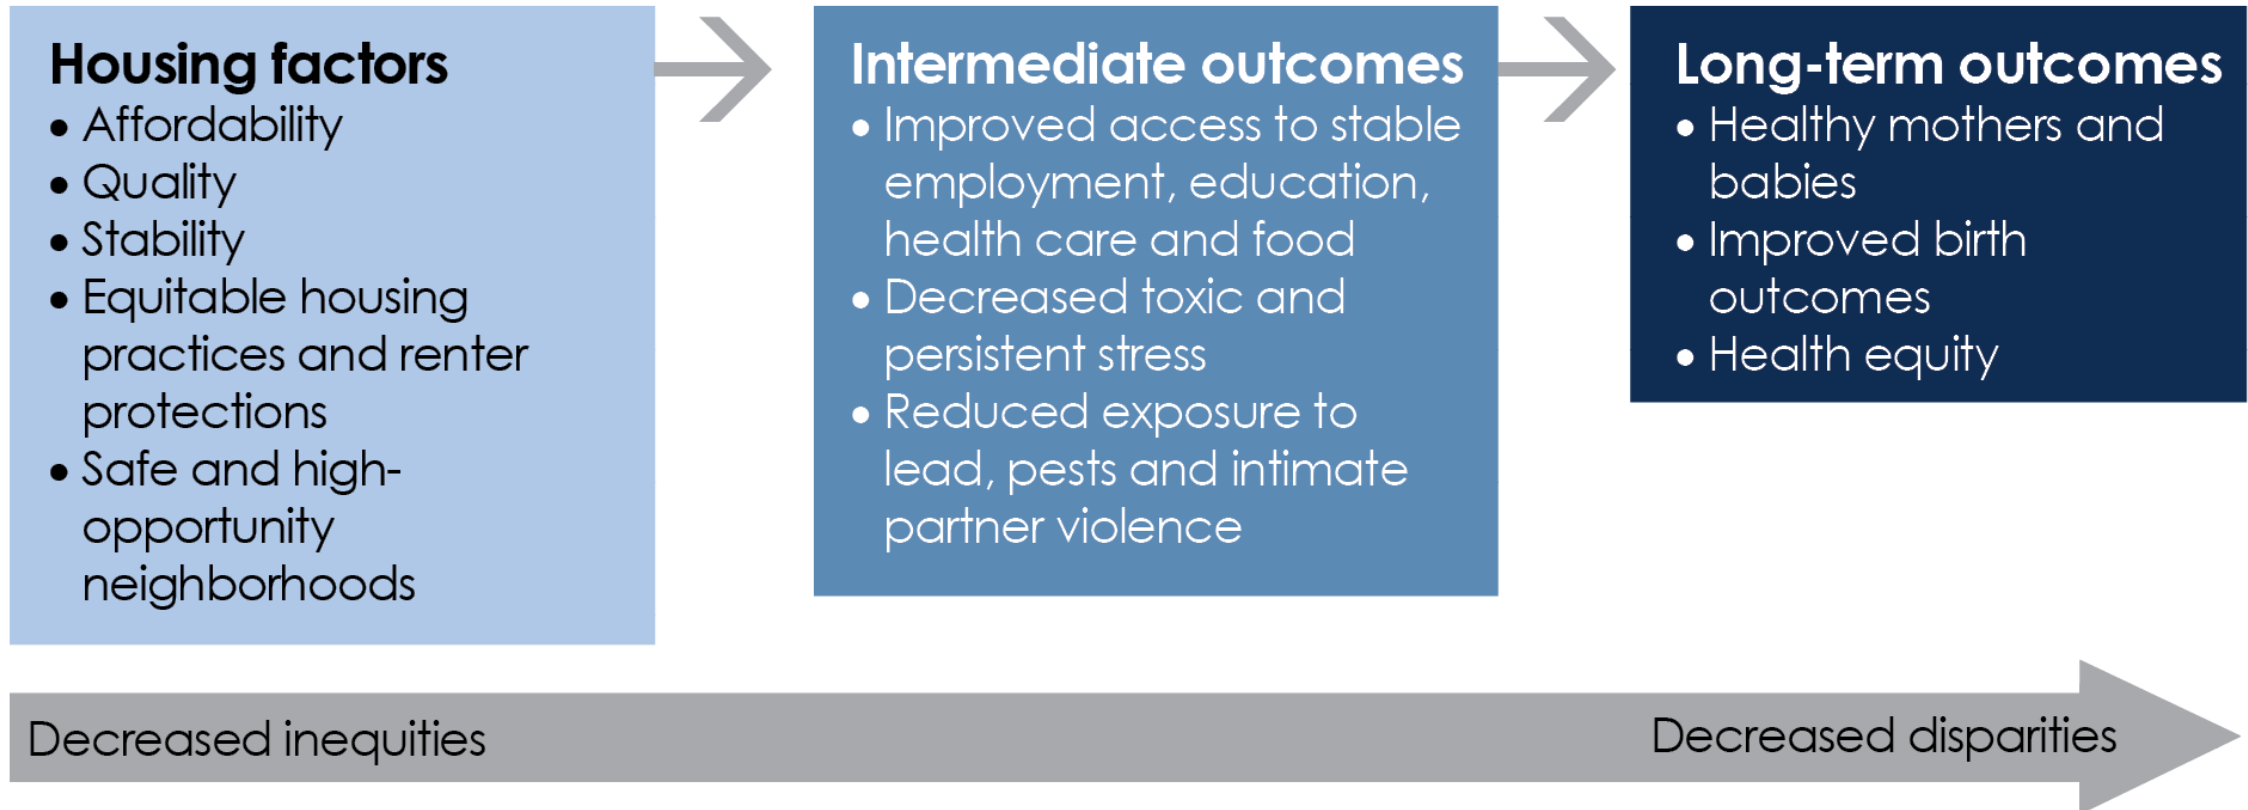 Housing factors
• Affordability
• Quality
• Stability
• Equitable housing
practices and renter
protections
• Safe and high-
opportunity
neighborhoods
Intermediate outcomes
• Improved access to stable
employment, education,
health care and food
• Decreased toxic and
persistent stress
• Reduced exposure to
lead, pests and intimate
partner violence
Long-term outcomes
• Healthy mothers and
babies
• Improved birth
outcomes
• Health equity
Decreased inequities
Decreased disparities